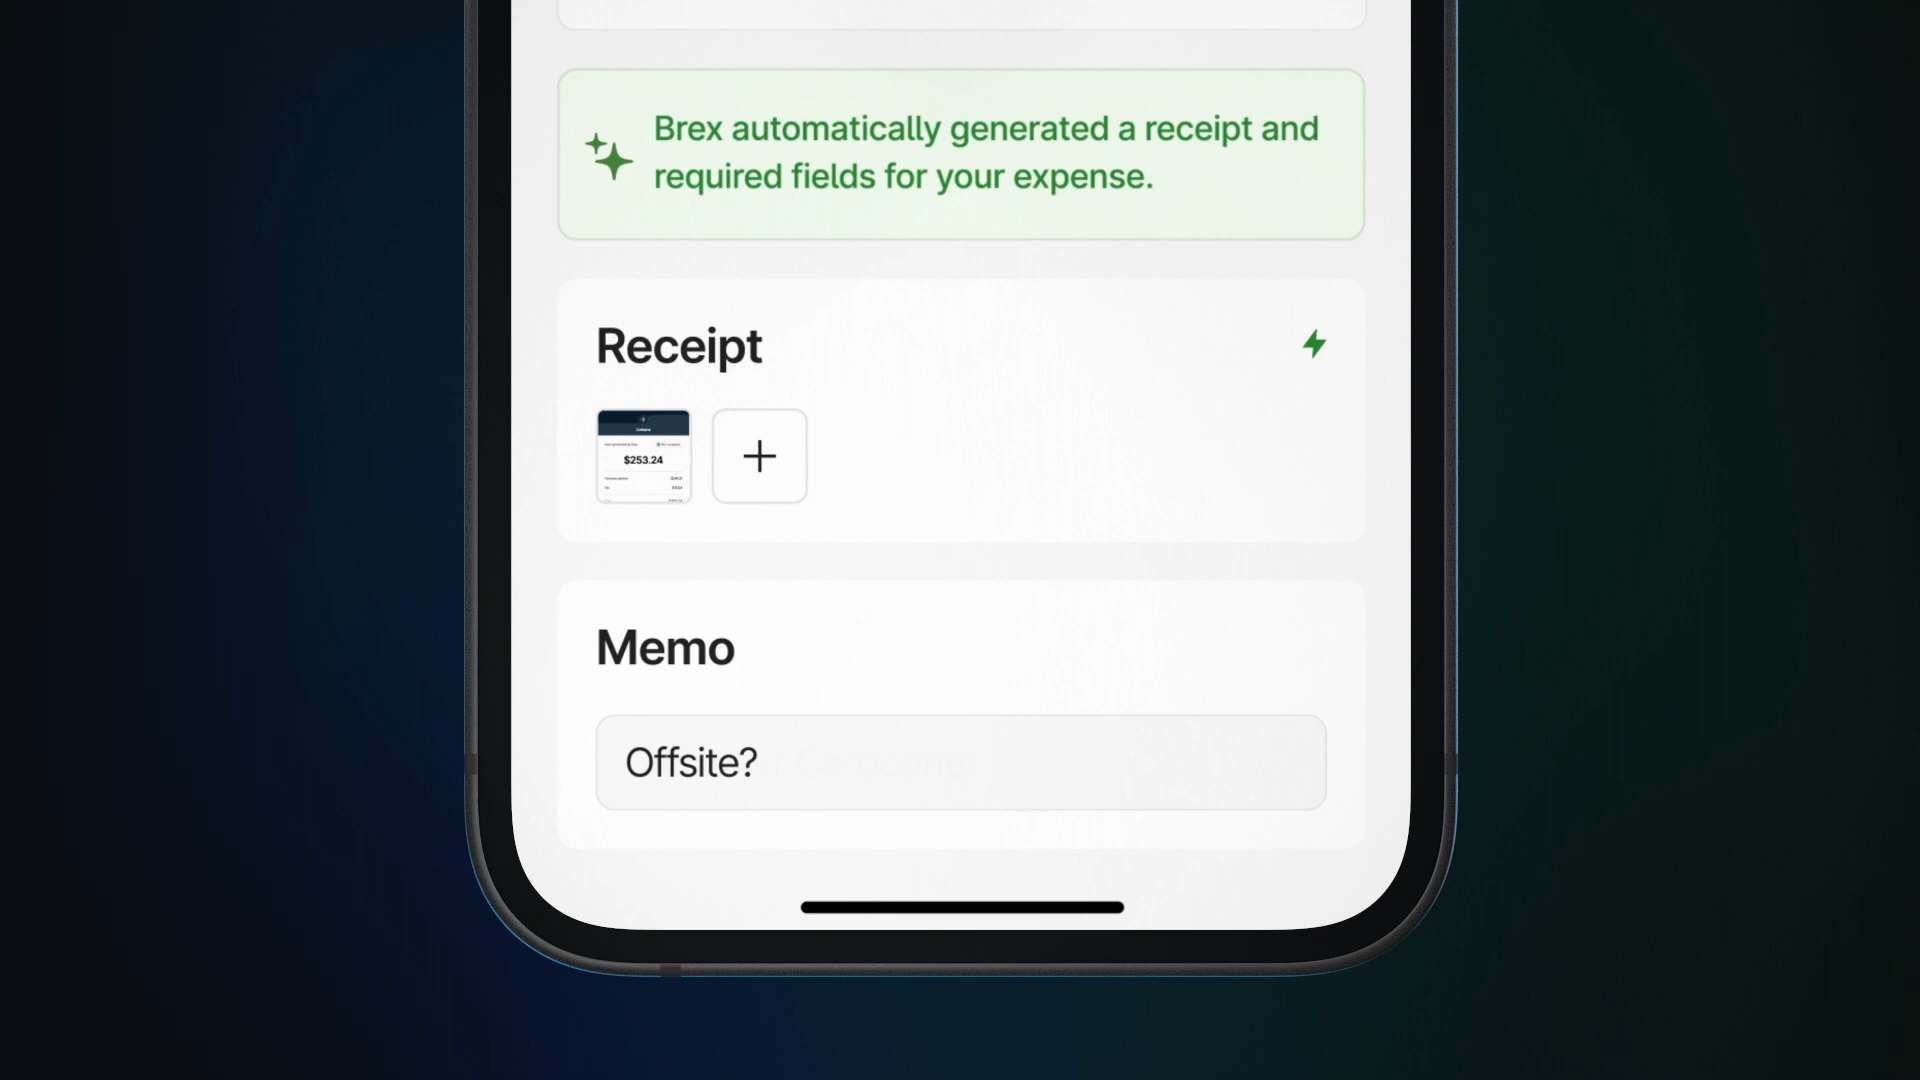 Brex automatically generated a receipt and
required fields for your expense.
Receipt
$253.24
Memo
Offsite?